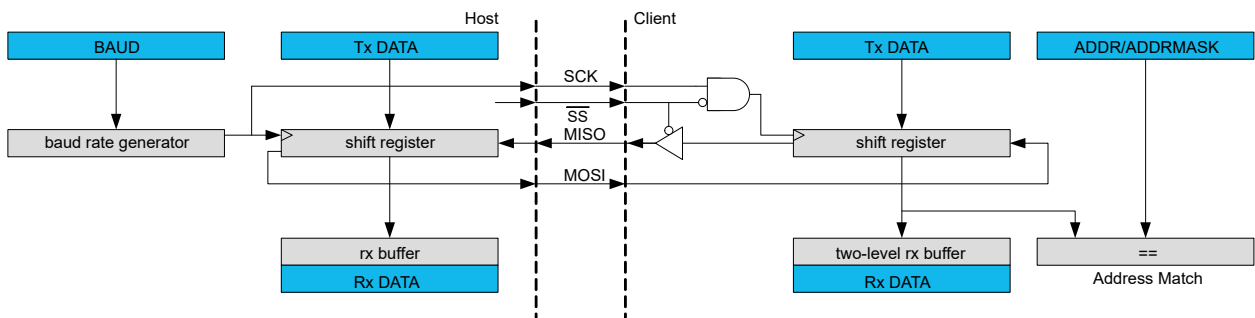 Host
Client
BAUD
Tx DATA
Tx DATA
ADDR/ADDRMASK
SCK
SS
baud rate generator
shift register
MISO
shift register
MOSI
rx buffer
two-level rx buffer
==
Rx DATA
Rx DATA
Address Match